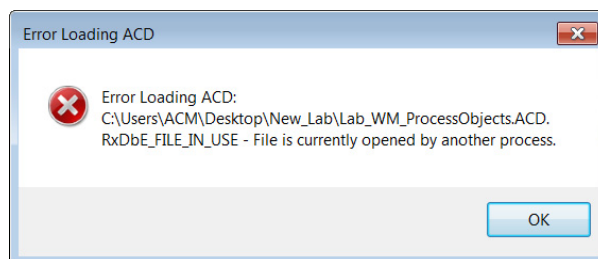 Error Loading ACD
Error Loading ACD:
C:\Users\ACM\Desktop\New_Lab\Lab_WM_ProcessObjects.ACD.
RxDbE_FILE_IN_USE - File is currently opened by another process.
OK